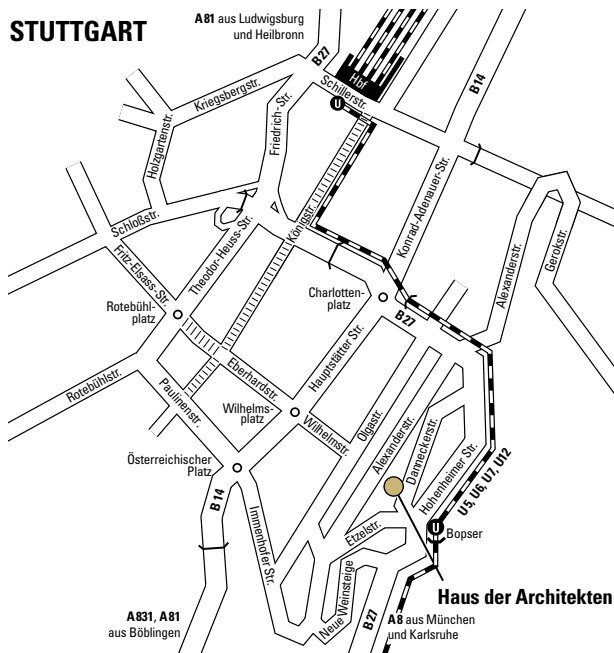 STUTTGART
A81 aus Ludwigsburg
und Heilbronn
B27
Hbf
Schillerstr.
U
B14
Kriegsbergstr.
Holzgartenstr.
Friedrich-Str.
Königstr.
Konrad-Adenauer-Str.
Schloßstr.
Fritz-Elsass-Str.
Theodor-Heuss-Str.
Alexanderstr.
Gerokstr.
Charlotten-
platz
B27
Rotebühl-
platz
Hauptstätter Str.
Eberhardstr.
Rotebühlstr.
Paulinenstr.
Wilhelms-
platz
Wilhelmstr.
Olgastr.
Alexanderstr.
Danneckerstr.
Hohenheimer Str.
U5, U6, U7, U12
Österreichischer
Platz
B14
Immenhofer Str.
Etzelstr.
U
Bopser
Neue Weinsteige
B27
Haus der Architekten
A831, A81
aus Böblingen
A8 aus München
und Karlsruhe